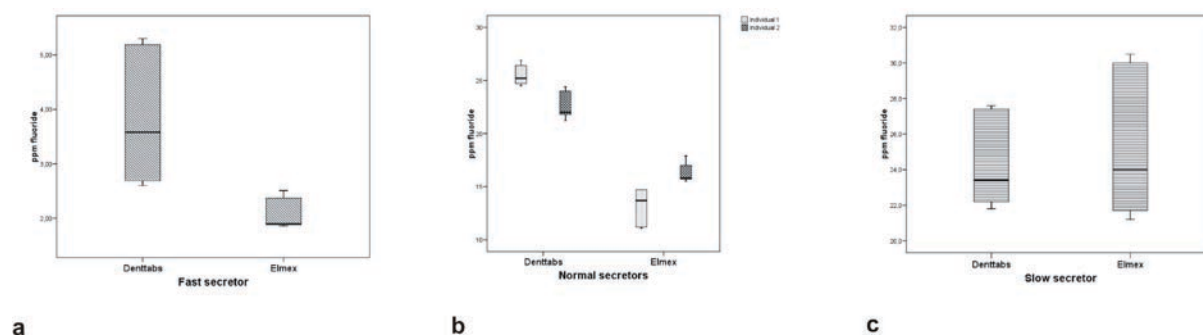 5,00
4,00
3,00
2,00
ppm fluoride
Denttabs Elmex
Fast secretor
a
30
25
20
15
10
ppm fluoride
Denttabs Elmex
Normal secretors
Individual 1
Individual 2
b
32,0
30,0
28,0
26,0
24,0
22,0
20,0
ppm fluoride
Denttabs Elmex
Slow secretor
c